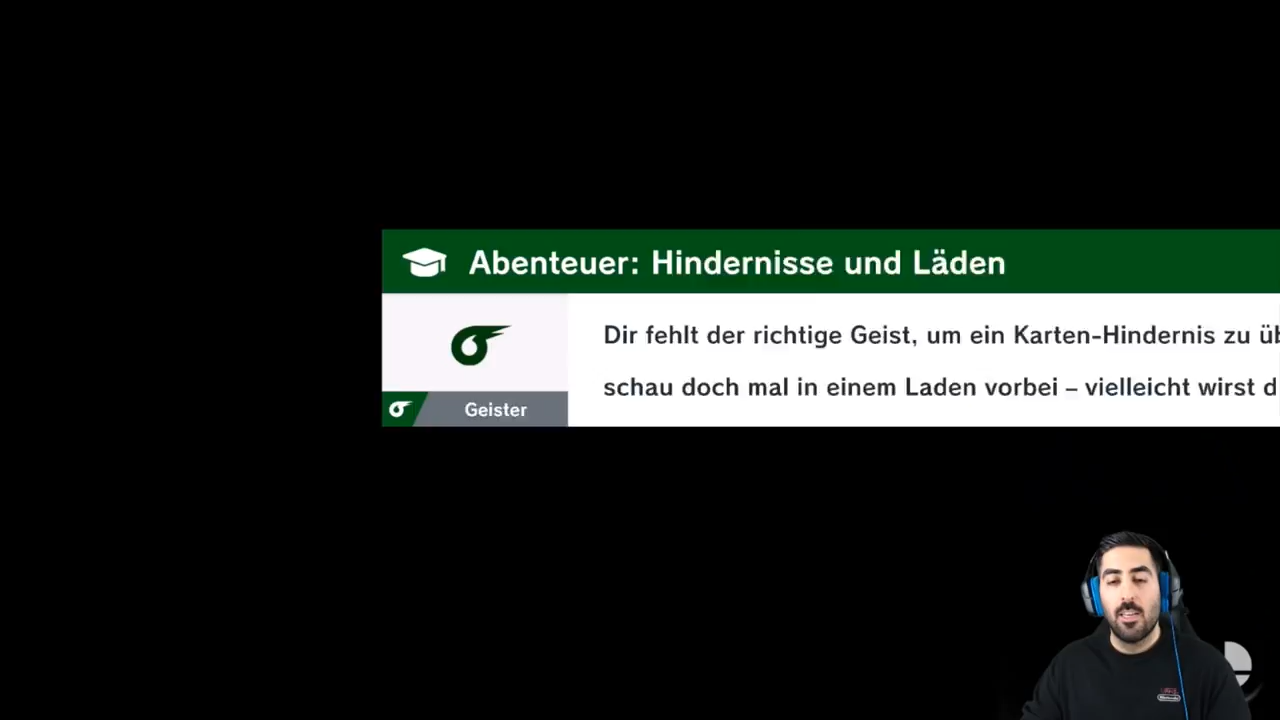 Abenteuer: Hindernisse und Läden
Dir fehlt der richtige Geist, um ein Karten-Hindernis zu üb
schau doch mal in einem Laden vorbei – vielleicht wirst d
Geister